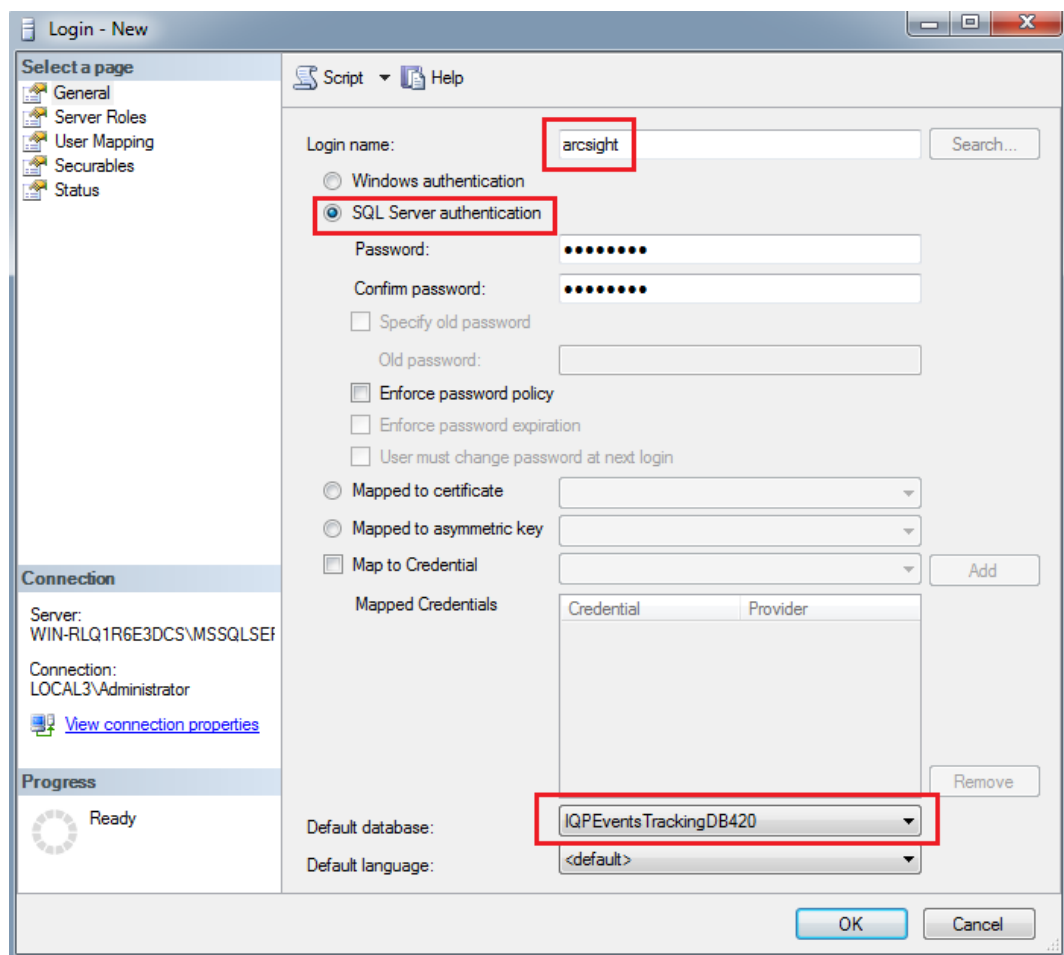 Login - New
Select a page
General
Server Roles
User Mapping
Securables
Status
Script
Help
Login name:
arcsight
Search...
Windows authentication
SQL Server authentication
Password:
Confirm password:
Specify old password
Old password:
Enforce password policy
Enforce password expiration
User must change password at next login
Mapped to certificate
Mapped to asymmetric key
Map to Credential
Add
Mapped Credentials
Credential
Provider
Remove
Default database:
IQPEventsTrackingDB420
Default language:
<default>
Connection
Server:
WIN-RLQ1R6E3DCS\MSSQLSER
Connection:
LOCAL3\Administrator
View connection properties
Progress
Ready
OK
Cancel